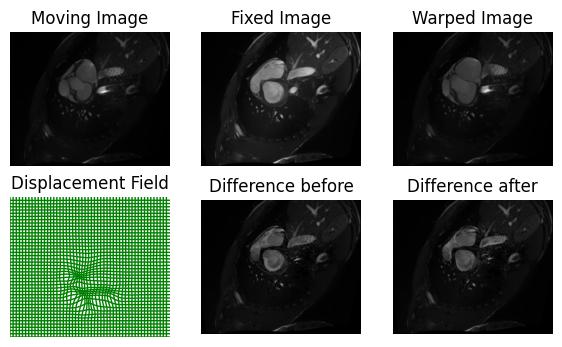 Moving Image
Fixed Image
Warped Image
Displacement Field
Difference before
Difference after